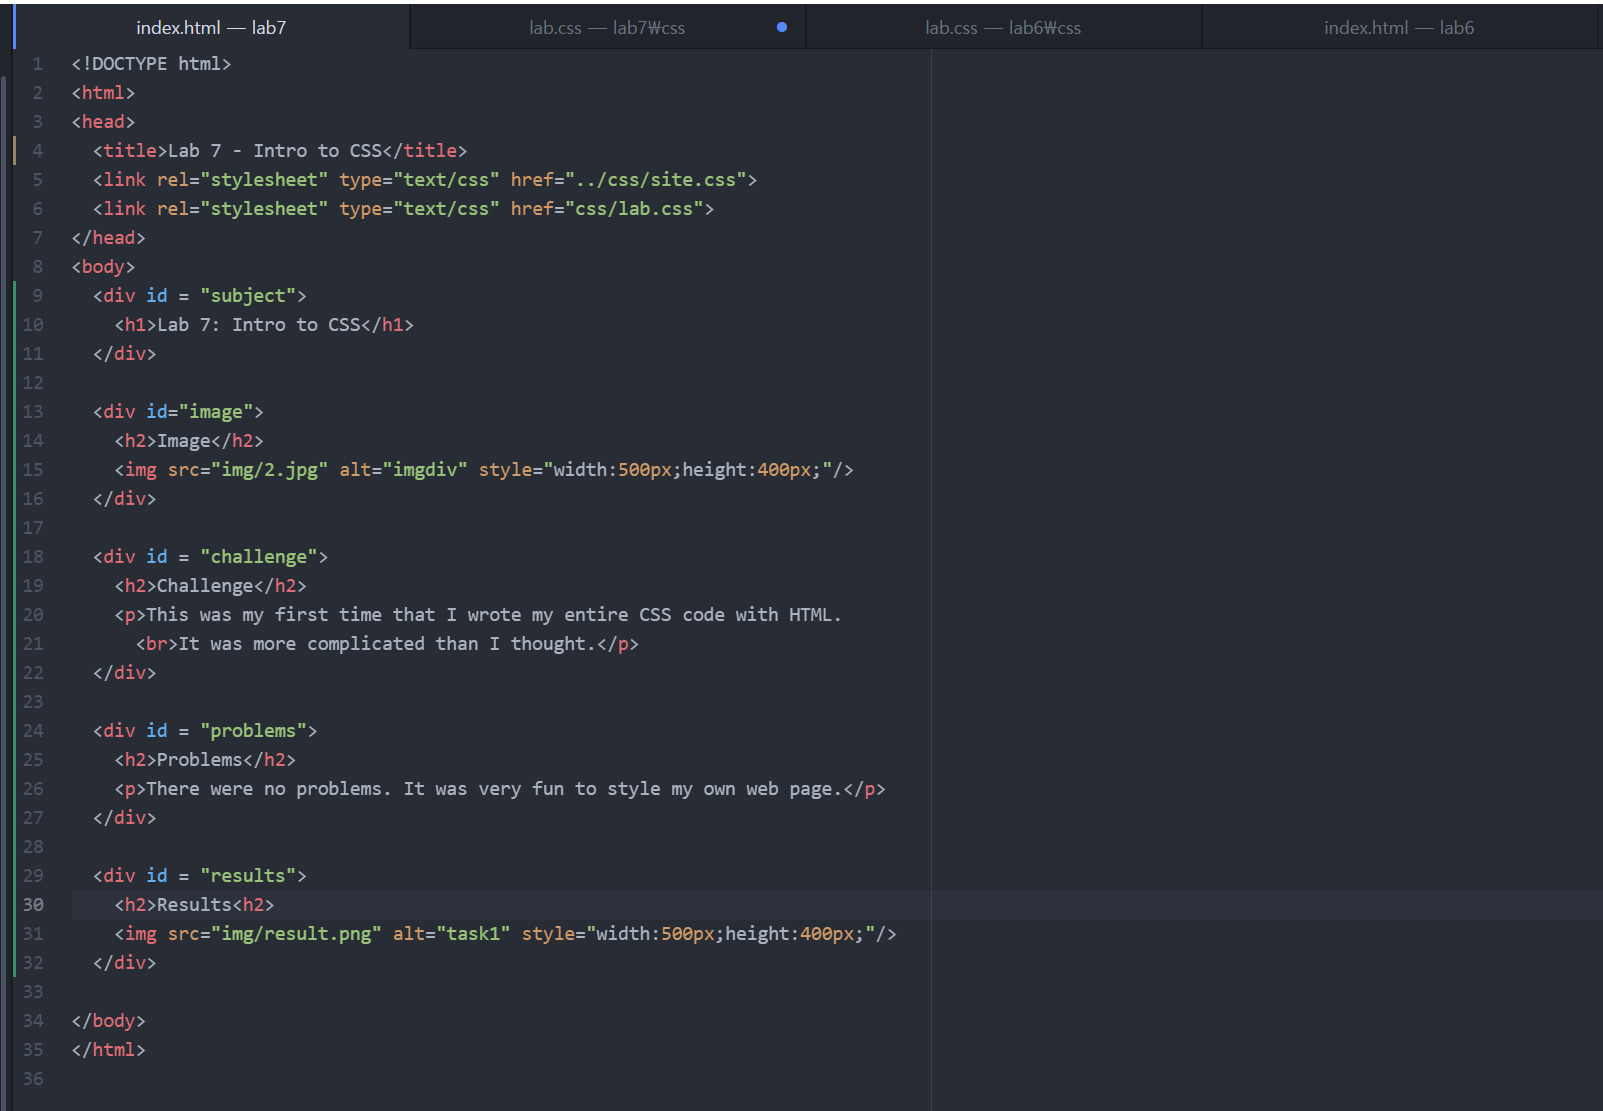 index.html — lab7
lab.css — lab7₩css
lab.css — lab6₩css
index.html — lab6
1 <!DOCTYPE html>
2 <html>
3 <head>
4   <title>Lab 7 - Intro to CSS</title>
5   <link rel="stylesheet" type="text/css" href="../css/site.css">
6   <link rel="stylesheet" type="text/css" href="css/lab.css">
7 </head>
8 <body>
9   <div id = "subject">
10     <h1>Lab 7: Intro to CSS</h1>
11   </div>
12
13   <div id="image">
14     <h2>Image</h2>
15     <img src="img/2.jpg" alt="imgdiv" style="width:500px;height:400px;"/>
16   </div>
17
18   <div id = "challenge">
19     <h2>Challenge</h2>
20     <p>This was my first time that I wrote my entire CSS code with HTML.
21       <br>It was more complicated than I thought.</p>
22   </div>
23
24   <div id = "problems">
25     <h2>Problems</h2>
26     <p>There were no problems. It was very fun to style my own web page.</p>
27   </div>
28
29   <div id = "results">
30     <h2>Results<h2>
31     <img src="img/result.png" alt="task1" style="width:500px;height:400px;"/>
32   </div>
33
34 </body>
35 </html>
36